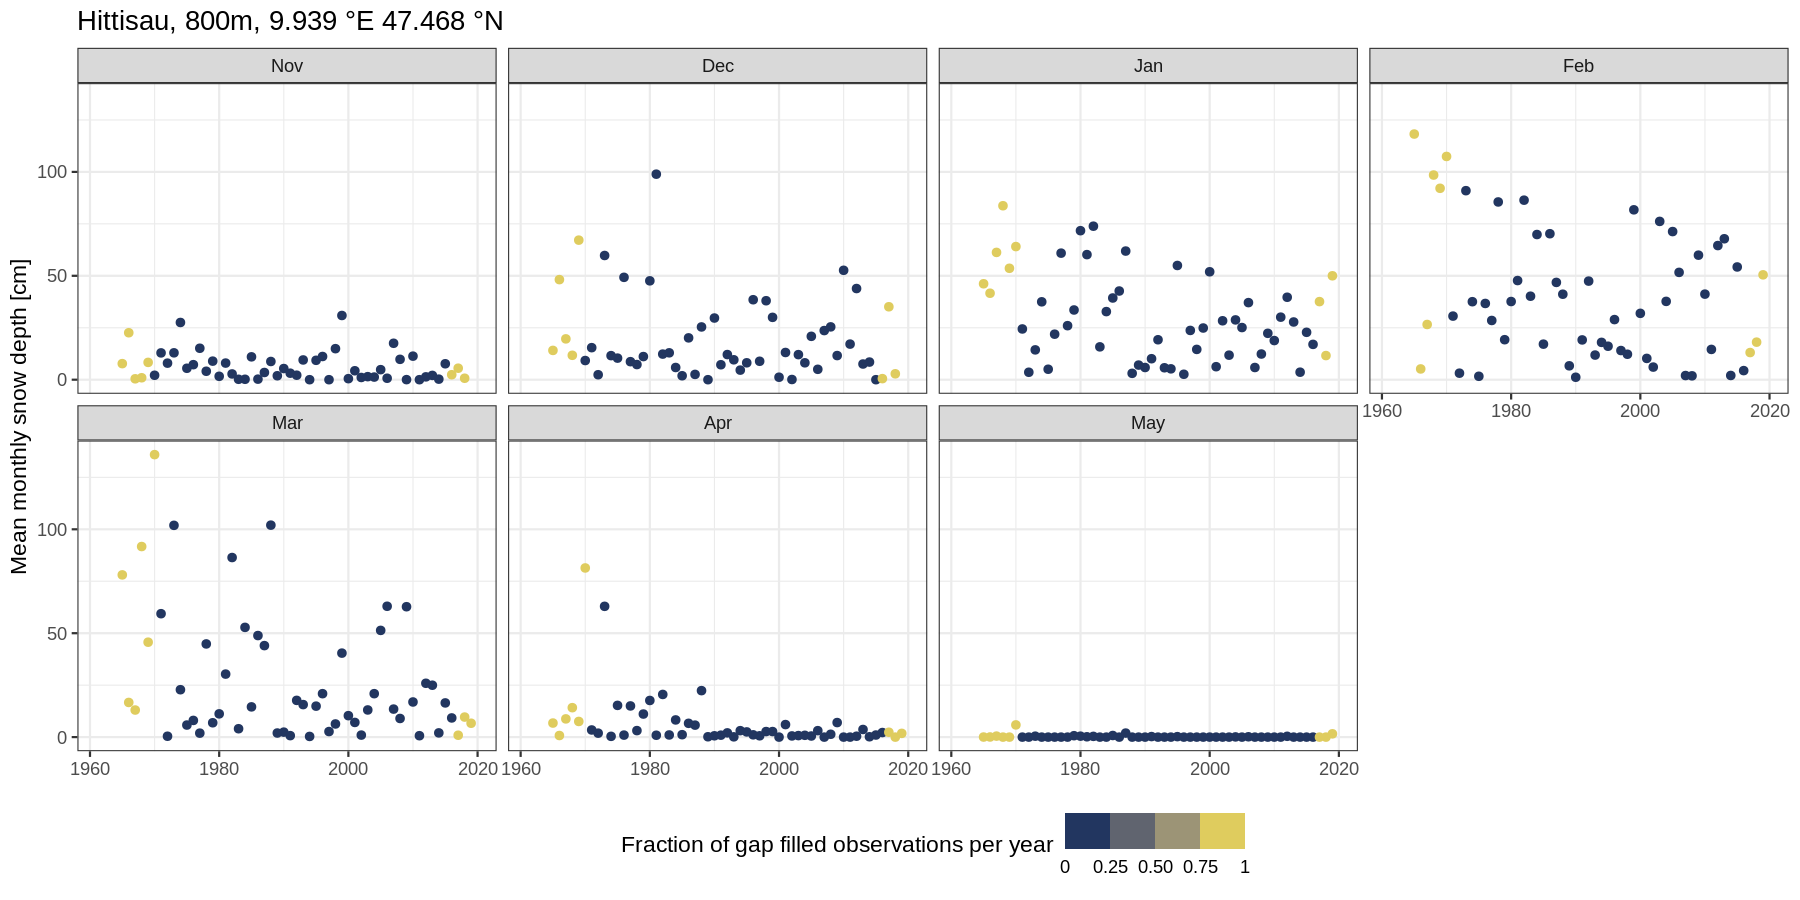 Hittisau, 800m, 9.939 °E 47.468 °N
Nov
Dec
Jan
Feb
Mean monthly snow depth [cm]
100
50
0
1960 1980 2000 2020
Mar
Apr
May
100
50
0
1960 1980 2000 2020
1960 1980 2000 2020
1960 1980 2000 2020
Fraction of gap filled observations per year
0 0.25 0.50 0.75 1